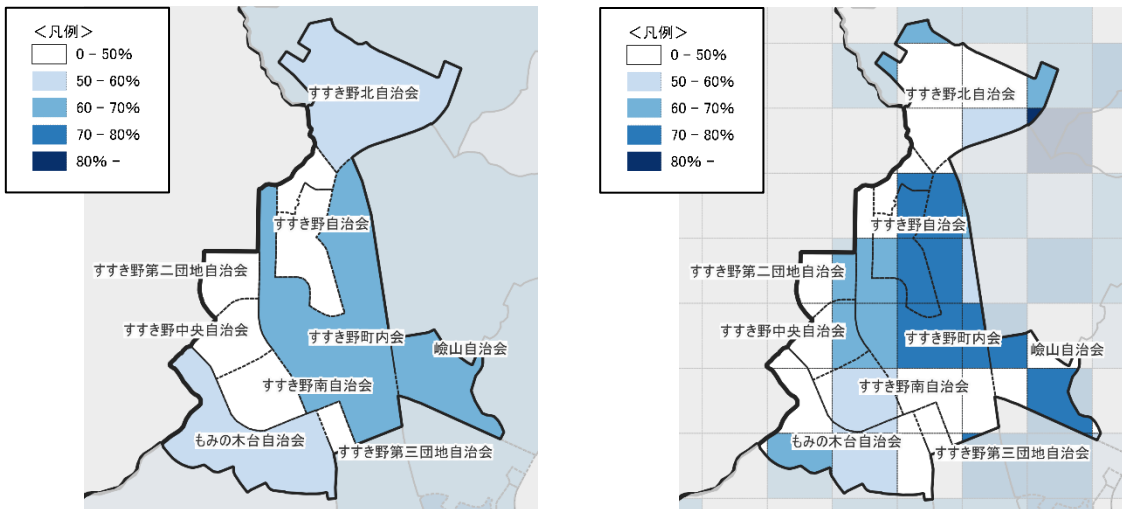 <凡例>
0 – 50%
50 – 60%
60 – 70%
70 – 80%
80% –
すすき野北自治会
すすき野自治会
すすき野第二団地自治会
すすき野中央自治会
すすき野町内会
嶮山自治会
すすき野南自治会
もみの木台自治会
すすき野第三団地自治会
<凡例>
0 – 50%
50 – 60%
60 – 70%
70 – 80%
80% –
すすき野北自治会
すすき野自治会
すすき野第二団地自治会
すすき野中央自治会
すすき野町内会
嶮山自治会
すすき野南自治会
もみの木台自治会
すすき野第三団地自治会